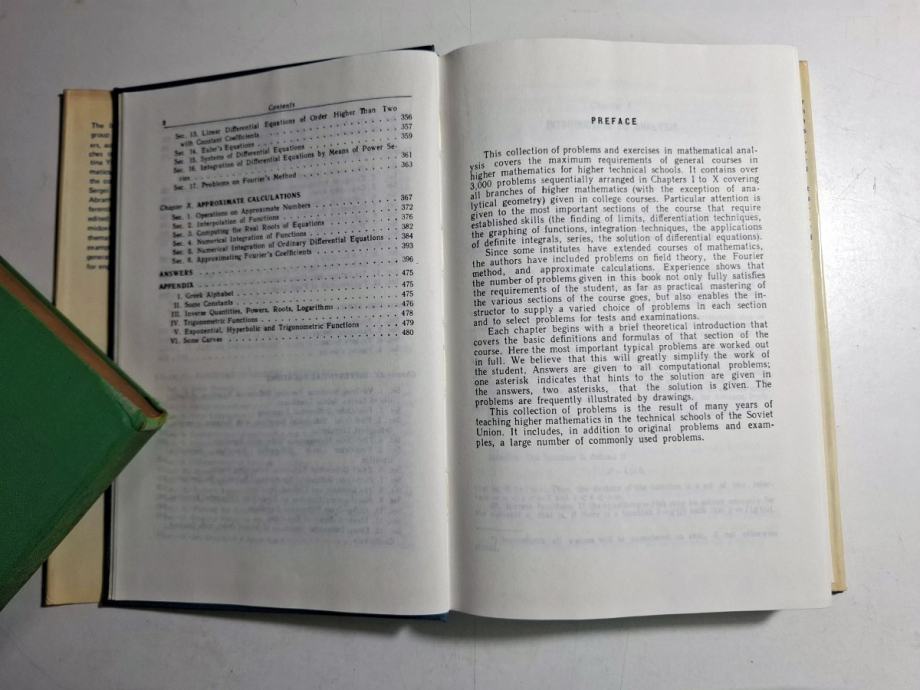 The
group
ers, au
ches o
tina Y
matics
the co
Sergo
Abram
ferenc
edited
midov
thema
examp
genera
for eng
8
Contents
Sec. 13. Linear Differential Equations of Order Higher Than Two
with Constant Coefficients 356
Sec. 14. Euler's Equations 357
Sec. 15. Systems of Differential Equations 359
Sec. 16. Integration of Differential Equations by Means of Power Se-
ries 361
Sec. 17. Problems on Fourier's Method 363
Chapter X. APPROXIMATE CALCULATIONS
Sec. 1. Operations on Approximate Numbers 367
Sec. 2. Interpolation of Functions 372
Sec. 3. Computing the Real Roots of Equations 376
Sec. 4. Numerical Integration of Functions 382
Sec. 5. Numerical Integration of Ordinary Differential Equations 384
Sec. 6. Approximating Fourier's Coefficients 393
ANSWERS 396
APPENDIX 475
I. Greek Alphabet 475
II. Some Constants 475
III. Inverse Quantities, Powers, Roots, Logarithms 476
IV. Trigonometric Functions 478
V. Exponential, Hyperbolic and Trigonometric Functions 479
VI. Some Curves 480
PREFACE
This collection of problems and exercises in mathematical anal-
ysis covers the maximum requirements of general courses in
higher mathematics for higher technical schools. It contains over
3,000 problems sequentially arranged in Chapters I to X covering
all branches of higher mathematics (with the exception of ana-
lytical geometry) given in college courses. Particular attention is
given to the most important sections of the course that require
established skills (the finding of limits, differentiation techniques,
the graphing of functions, integration techniques, the applications
of definite integrals, series, the solution of differential equations).
Since some institutes have extended courses of mathematics,
the authors have included problems on field theory, the Fourier
method, and approximate calculations. Experience shows that
the number of problems given in this book not only fully satisfies
the requirements of the student, as far as practical mastering of
the various sections of the course goes, but also enables the in-
structor to supply a varied choice of problems in each section
and to select problems for tests and examinations.
Each chapter begins with a brief theoretical introduction that
covers the basic definitions and formulas of that section of the
course. Here the most important typical problems are worked out
in full. We believe that this will greatly simplify the work of
the student. Answers are given to all computational problems;
one asterisk indicates that hints to the solution are given in
the answers, two asterisks, that the solution is given. The
problems are frequently illustrated by drawings.
This collection of problems is the result of many years of
teaching higher mathematics in the technical schools of the Soviet
Union. It includes, in addition to original problems and exam-
ples, a large number of commonly used problems.